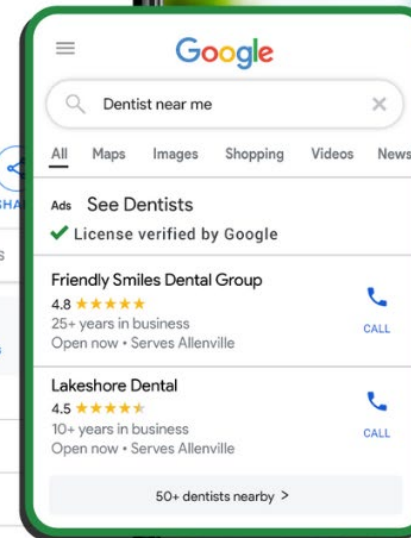 Google
Dentist near me
All Maps Images Shopping Videos News
Ads See Dentists
License verified by Google
Friendly Smiles Dental Group
4.8
25+ years in business
Open now • Serves Allenville
CALL
Lakeshore Dental
4.5
10+ years in business
Open now • Serves Allenville
CALL
50+ dentists nearby >